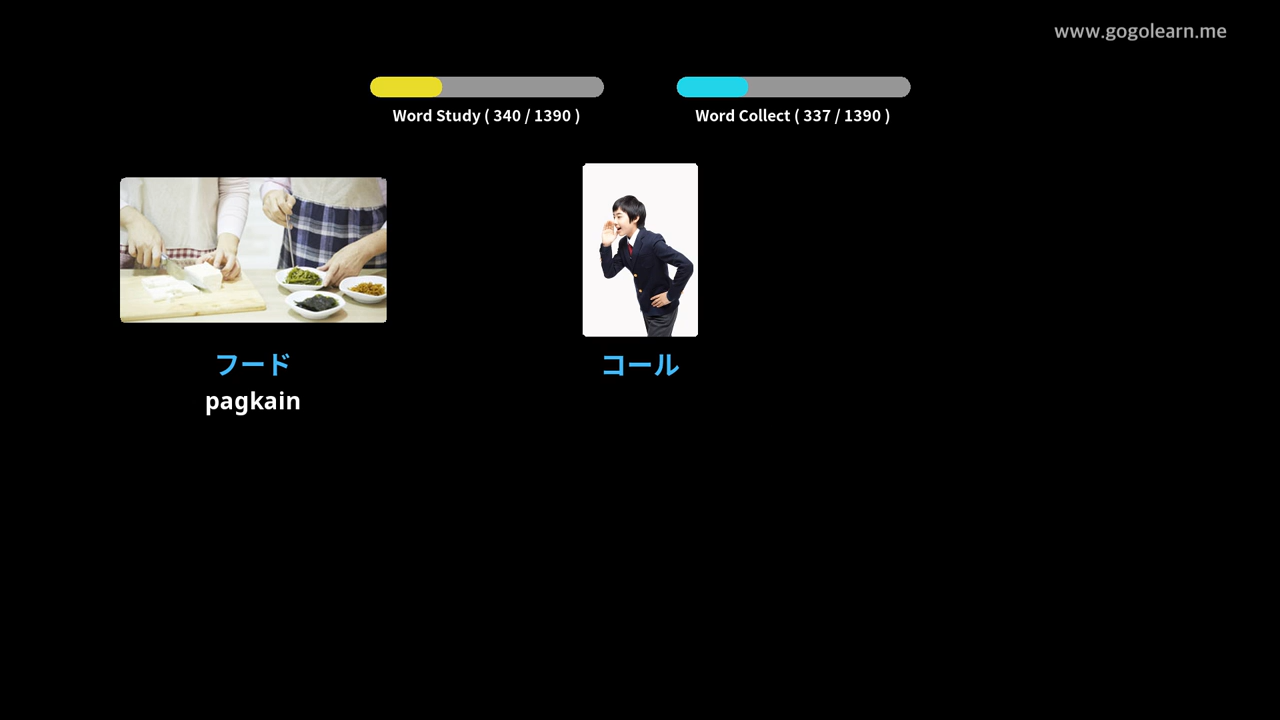 www.gogolearn.me
Word Study ( 340 / 1390 )
Word Collect ( 337 / 1390 )
フード
pagkain
コール